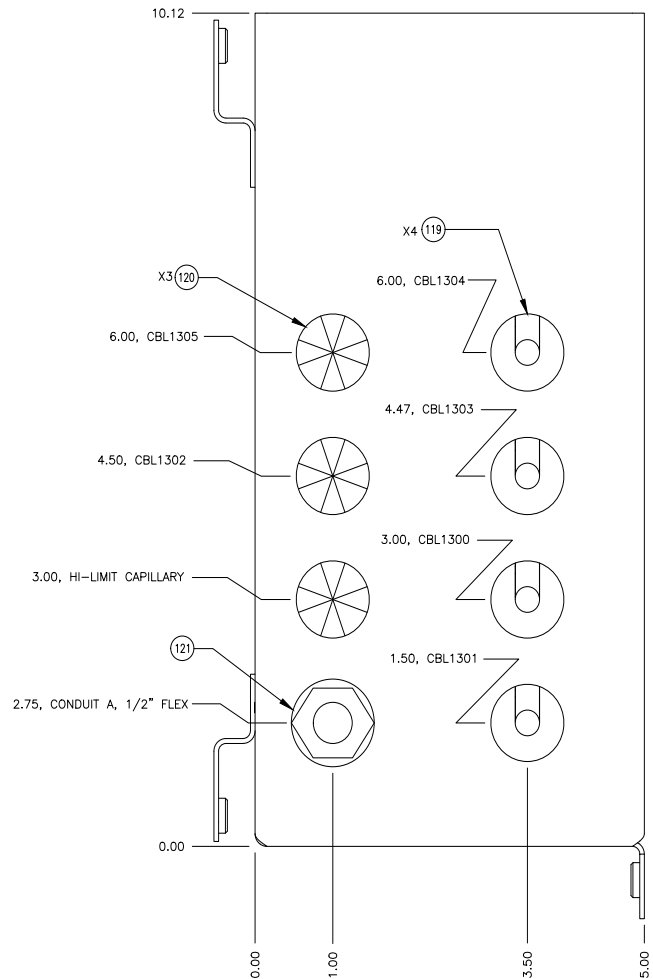 10.12
X4 119
X3 120
6.00, CBL1304
6.00, CBL1305
4.47, CBL1303
4.50, CBL1302
3.00, CBL1300
3.00, HI-LIMIT CAPILLARY
121
1.50, CBL1301
2.75, CONDUIT A, 1/2" FLEX
0.00
0.00
1.00
3.50
5.00